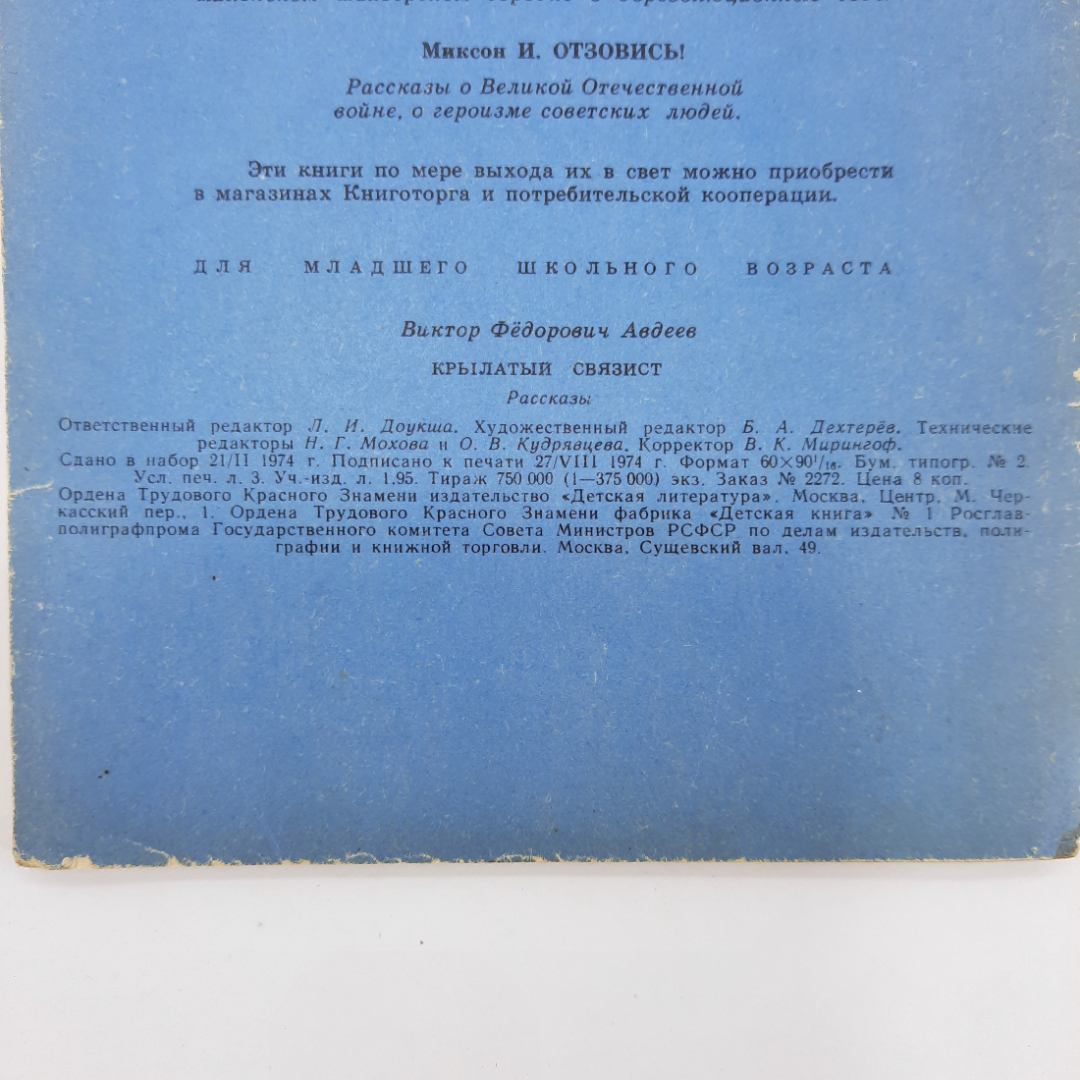 Миксон И. ОТЗОВИСЬ!
Рассказы о Великой Отечественной
войне, о героизме советских людей.
Эти книги по мере выхода их в свет можно приобрести
в магазинах Книготорга и потребительской кооперации.
ДЛЯ МЛАДШЕГО ШКОЛЬНОГО ВОЗРАСТА
Виктор Фёдорович Авдеев
КРЫЛАТЫЙ СВЯЗИСТ
Рассказы
Ответственный редактор Л. И. Доукша. Художественный редактор Б. А. Дехтерёв. Технические
редакторы Н. Г. Мохова и О. В. Кудрявцева. Корректор В. К. Мирингоф.
Сдано в набор 21/II 1974 г. Подписано к печати 27/VIII 1974 г. Формат 60×90¹/₁₆. Бум. типогр. № 2.
Усл. печ. л. 3. Уч.-изд. л. 1,95. Тираж 750 000 (1—375 000) экз. Заказ № 2272. Цена 8 коп.
Ордена Трудового Красного Знамени издательство «Детская литература». Москва, Центр, М. Чер-
касский пер., 1. Ордена Трудового Красного Знамени фабрика «Детская книга» № 1 Росглав-
полиграфпрома Государственного комитета Совета Министров РСФСР по делам издательств, поли-
графии и книжной торговли. Москва, Сущевский вал, 49.